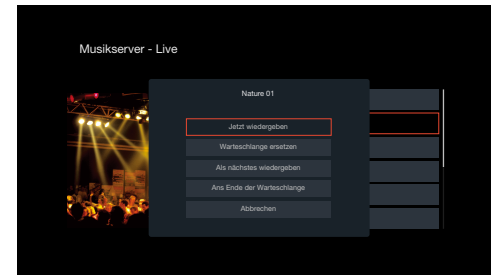 Musikserver - Live
Nature 01
Jetzt wiedergeben
Warteschlange ersetzen
Als nächstes wiedergeben
Ans Ende der Warteschlange
Abbrechen